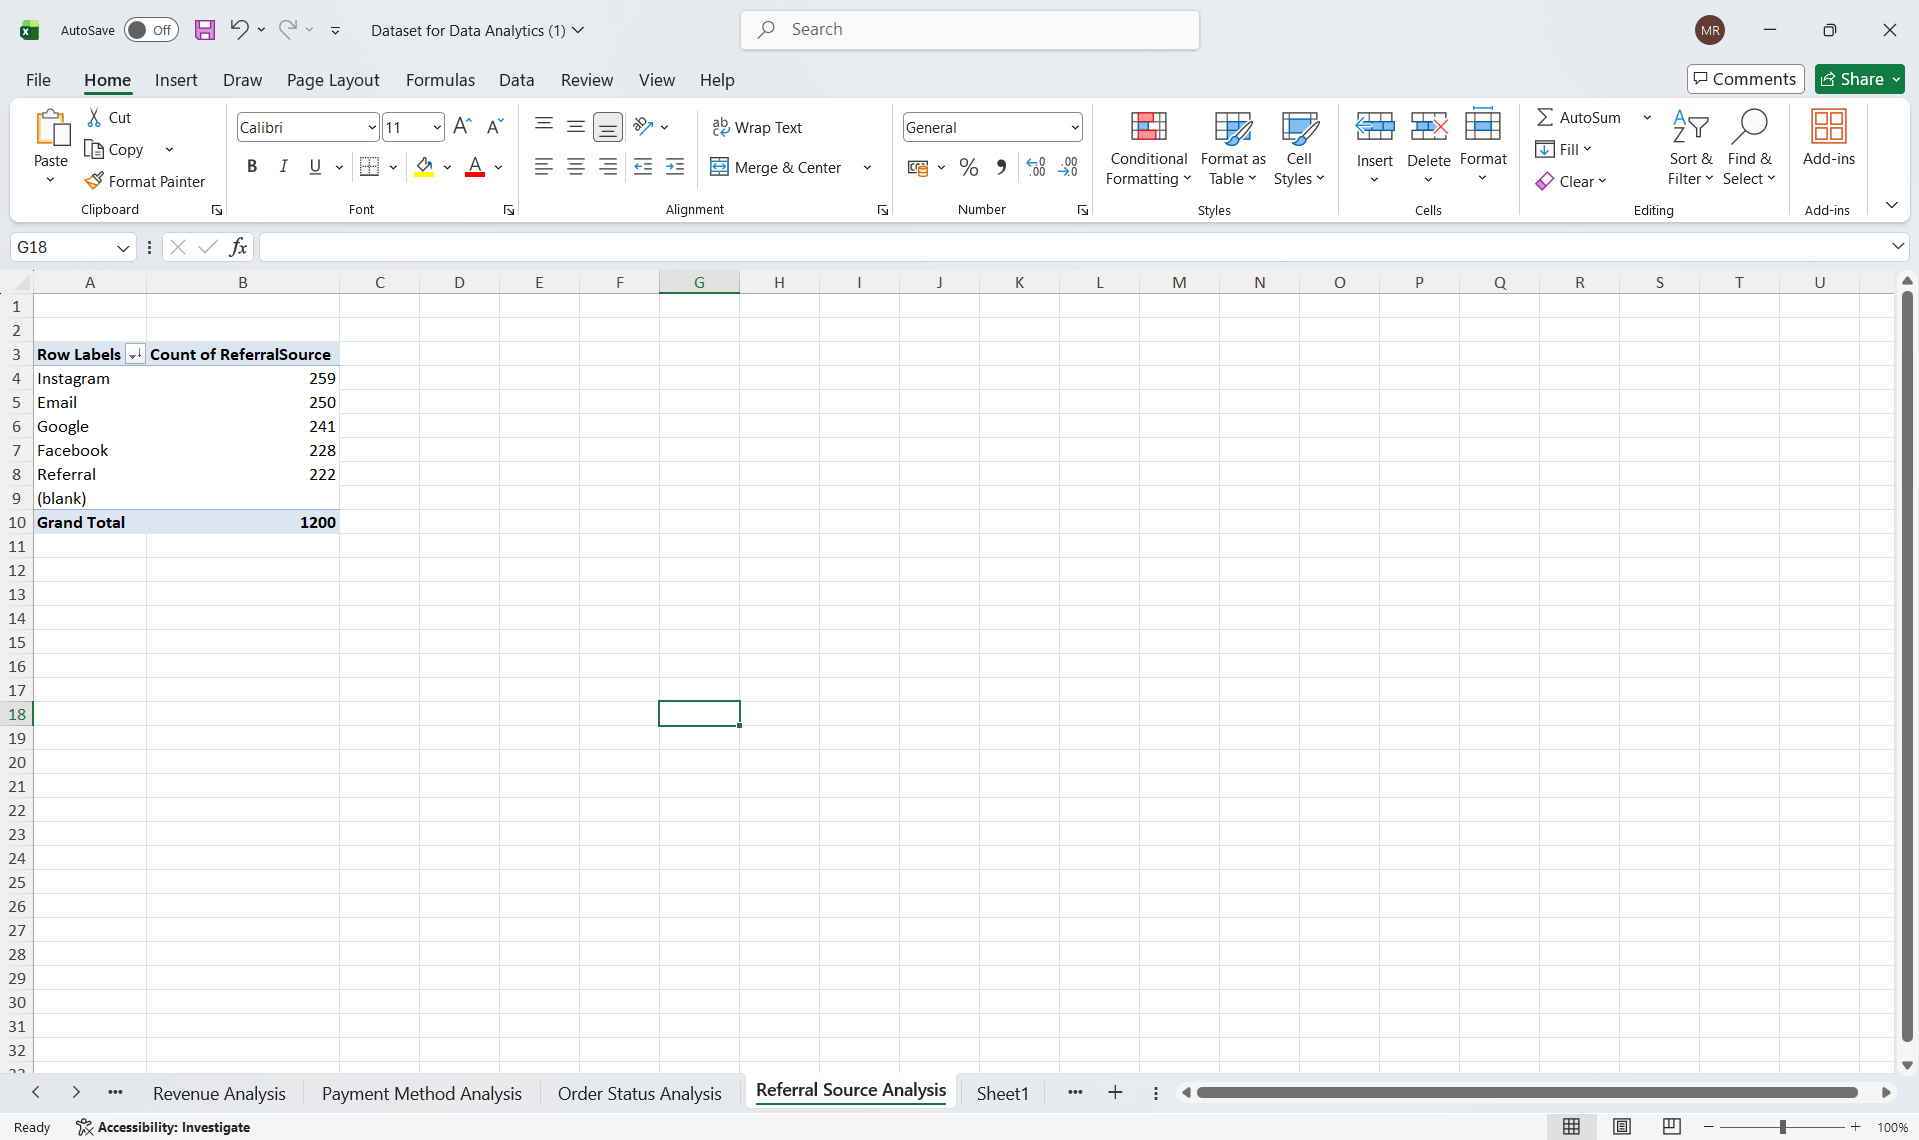 AutoSave Off Dataset for Data Analytics (1) Search MR
File Home Insert Draw Page Layout Formulas Data Review View Help Comments Share
Paste Cut Copy Format Painter Clipboard
Calibri 11 A A B I U A Font
ab Wrap Text Merge & Center Alignment
General % Number
Conditional Formatting Format as Table Cell Styles Styles
Insert Delete Format Cells
AutoSum Fill Clear Sort & Filter Find & Select Editing
Add-ins Add-ins
G18 fx
A B C D E F G H I J K L M N O P Q R S T U
1
2
3 Row Labels Count of ReferralSource
4 Instagram 259
5 Email 250
6 Google 241
7 Facebook 228
8 Referral 222
9 (blank)
10 Grand Total 1200
11
12
13
14
15
16
17
18
19
20
21
22
23
24
25
26
27
28
29
30
31
32
Revenue Analysis Payment Method Analysis Order Status Analysis Referral Source Analysis Sheet1
Ready Accessibility: Investigate 100%